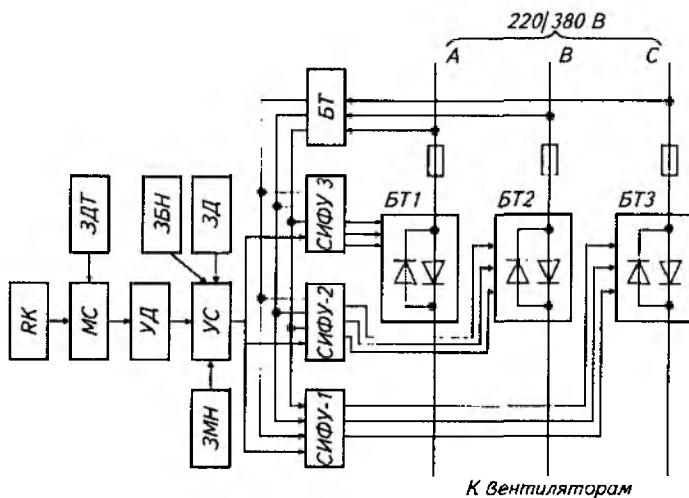 220/380 В
А
В
С
БТ
ЗДТ
ЗБН
ЗД
СИФУ 3
БТ1
БТ2
БТ3
RK
МС
УД
УС
СИФУ-2
ЗМН
СИФУ-1
К вентиляторам